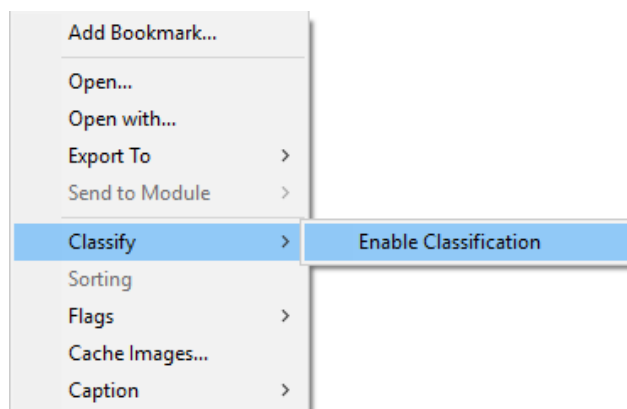 Add Bookmark...
Open...
Open with...
Export To
Send to Module
Classify
Enable Classification
Sorting
Flags
Cache Images...
Caption